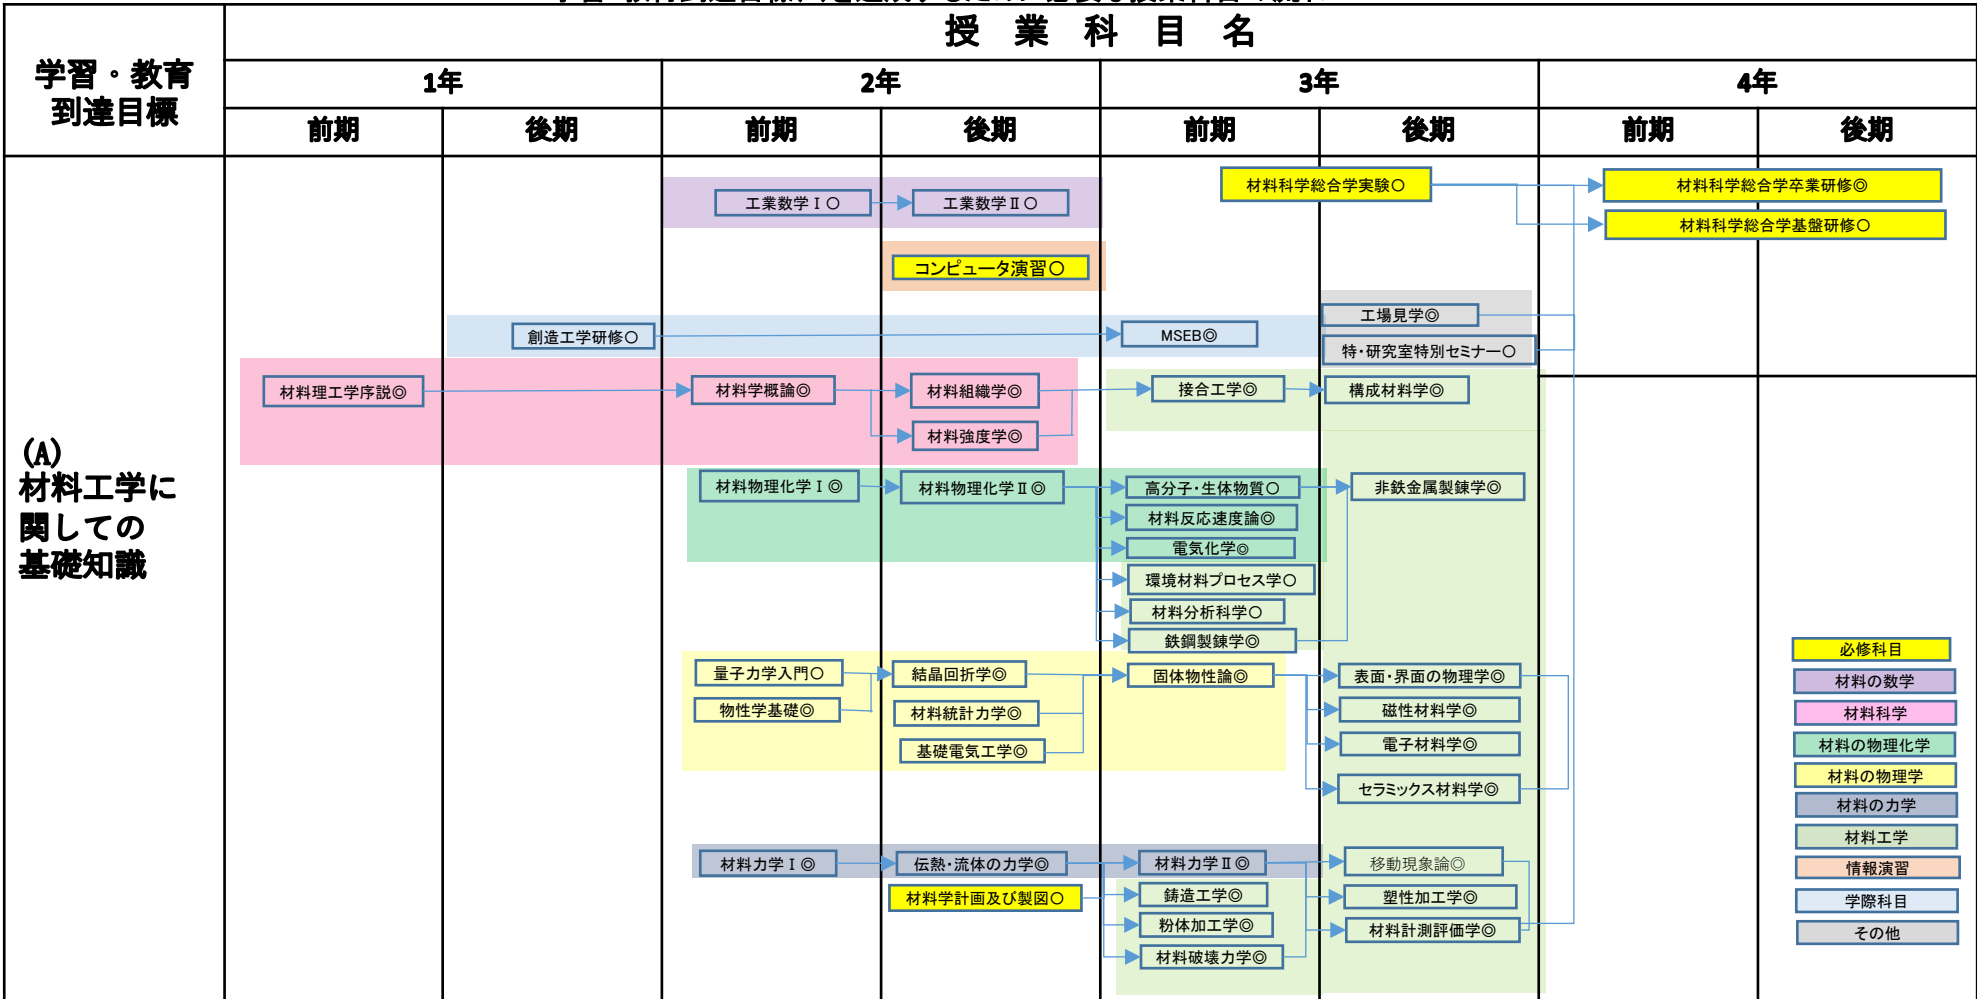 授 業 科 目 名
学習・教育
到達目標
1年
2年
3年
4年
前期
後期
前期
後期
前期
後期
前期
後期
材料科学総合学実験〇
材料科学総合学卒業研修◎
工業数学Ⅰ〇
工業数学Ⅱ〇
材料科学総合学基盤研修〇
コンピュータ演習〇
工場見学◎
創造工学研修〇
MSEB◎
特・研究室特別セミナー〇
材料理工学序説◎
材料学概論◎
材料組織学◎
接合工学◎
構成材料学◎
材料強度学◎
(A)
材料工学に
関しての
基礎知識
材料物理化学Ⅰ◎
材料物理化学Ⅱ◎
高分子・生体物質〇
非鉄金属製錬学◎
材料反応速度論◎
電気化学◎
環境材料プロセス学〇
材料分析科学〇
鉄鋼製錬学◎
量子力学入門〇
結晶回折学◎
固体物性論◎
表面・界面の物理学◎
物性学基礎◎
材料統計力学◎
磁性材料学◎
基礎電気工学◎
電子材料学◎
セラミックス材料学◎
材料力学Ⅰ◎
伝熱・流体の力学◎
材料力学Ⅱ◎
移動現象論◎
材料学計画及び製図〇
鋳造工学◎
塑性加工学◎
粉体加工学◎
材料計測評価学◎
材料破壊力学◎
必修科目
材料の数学
材料科学
材料の物理化学
材料の物理学
材料の力学
材料工学
情報演習
学際科目
その他